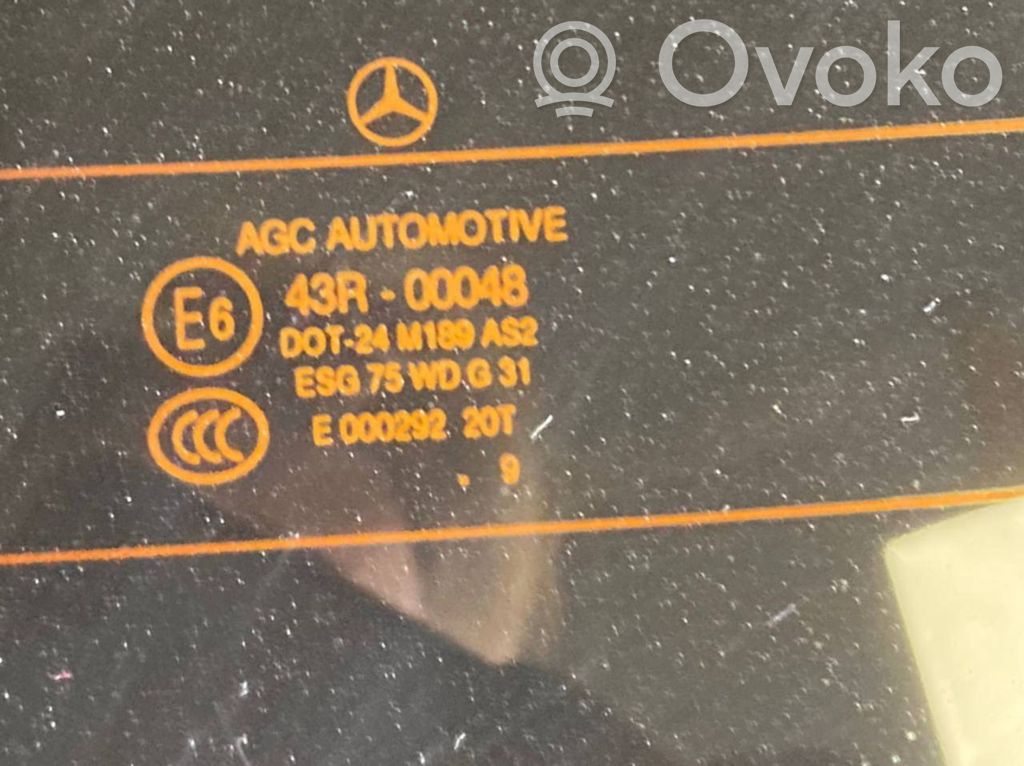 Ovoko
AGC AUTOMOTIVE
E6 43R - 00048
DOT-24 M189 AS2
ESG 75 WD G 31
CCC E 000292 20T
. 9